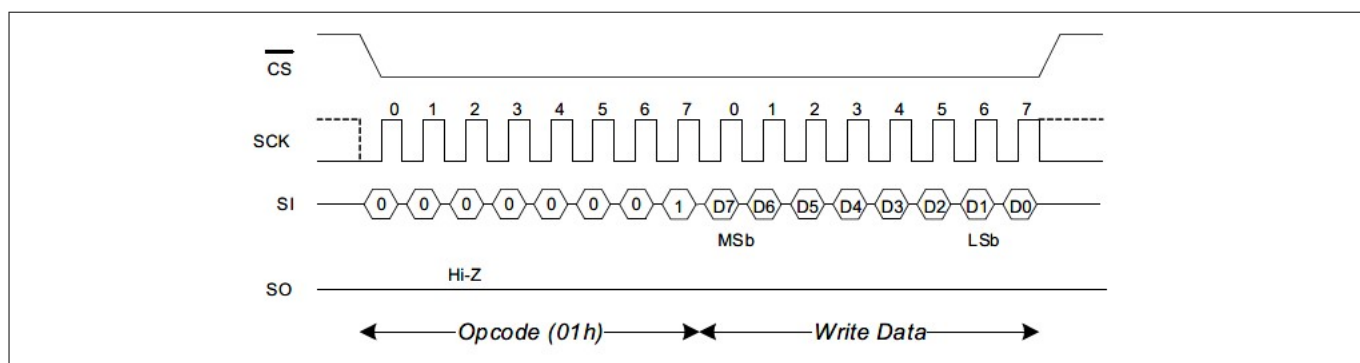 CS
0 1 2 3 4 5 6 7 0 1 2 3 4 5 6 7
SCK
SI 0 0 0 0 0 0 0 1 D7 D6 D5 D4 D3 D2 D1 D0
MSb LSb
Hi-Z
SO
Opcode (01h) Write Data